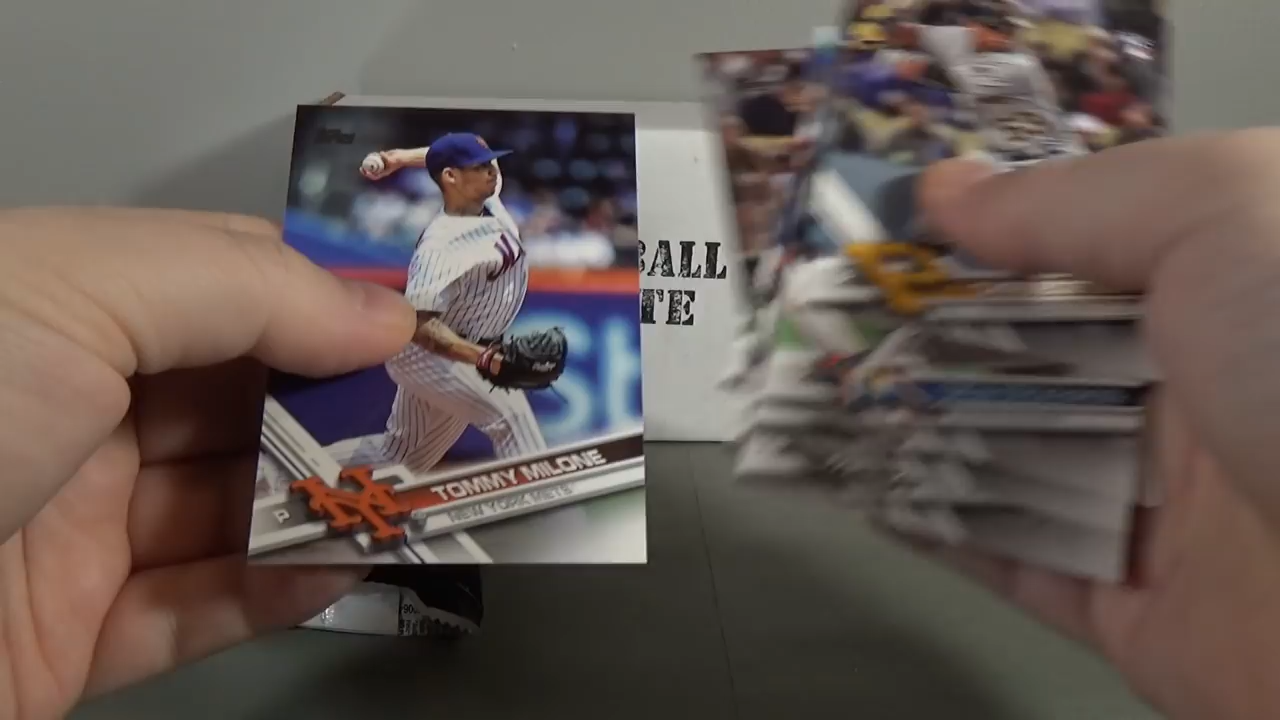 Topps
BALL
TE
TOMMY MILONE
P
NEW YORK METS